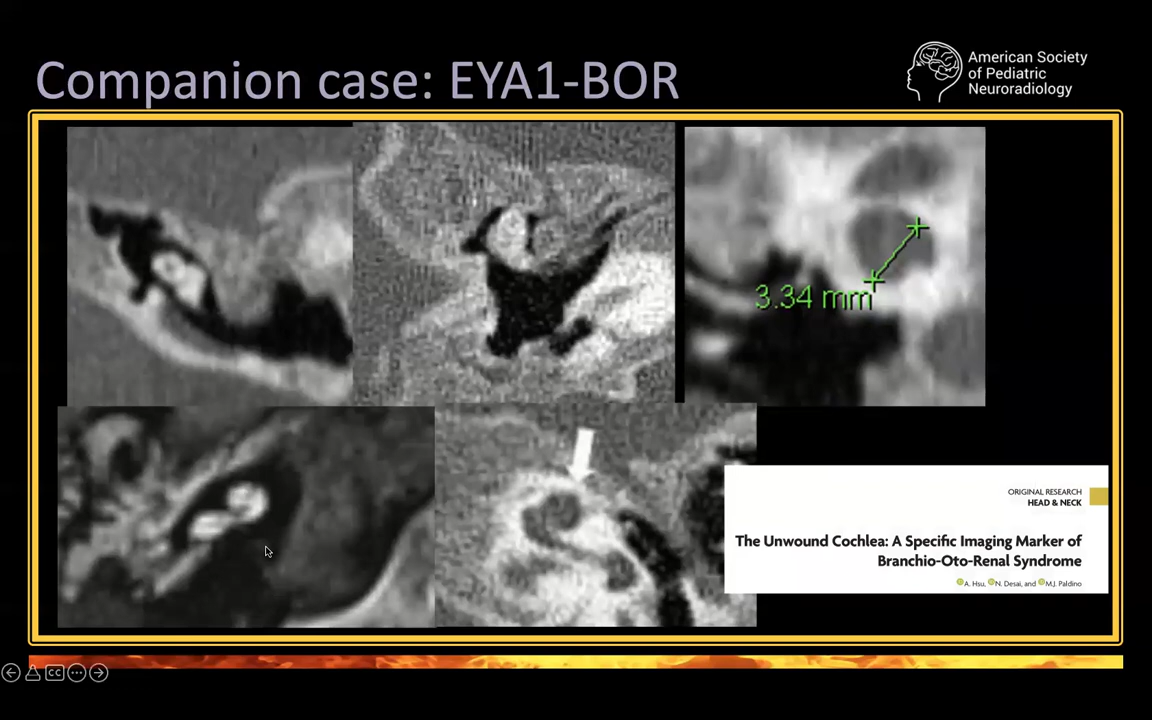 Companion case: EYA1-BOR
American Society
of Pediatric
Neuroradiology
3.34 mm
ORIGINAL RESEARCH
HEAD & NECK
The Unwound Cochlea: A Specific Imaging Marker of
Branchio-Oto-Renal Syndrome
A. Hsu, N. Desai, and M.J. Paldino
CC